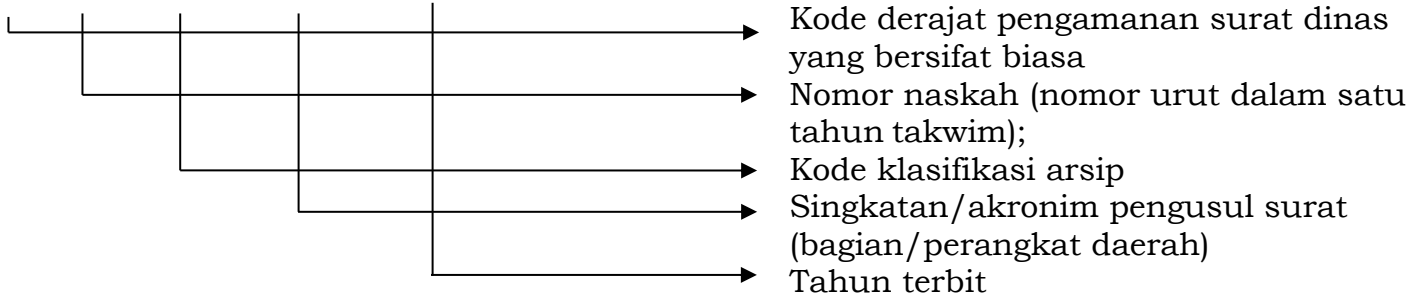 Kode derajat pengamanan surat dinas
yang bersifat biasa
Nomor naskah (nomor urut dalam satu
tahun takwim);
Kode klasifikasi arsip
Singkatan/akronim pengusul surat
(bagian/perangkat daerah)
Tahun terbit